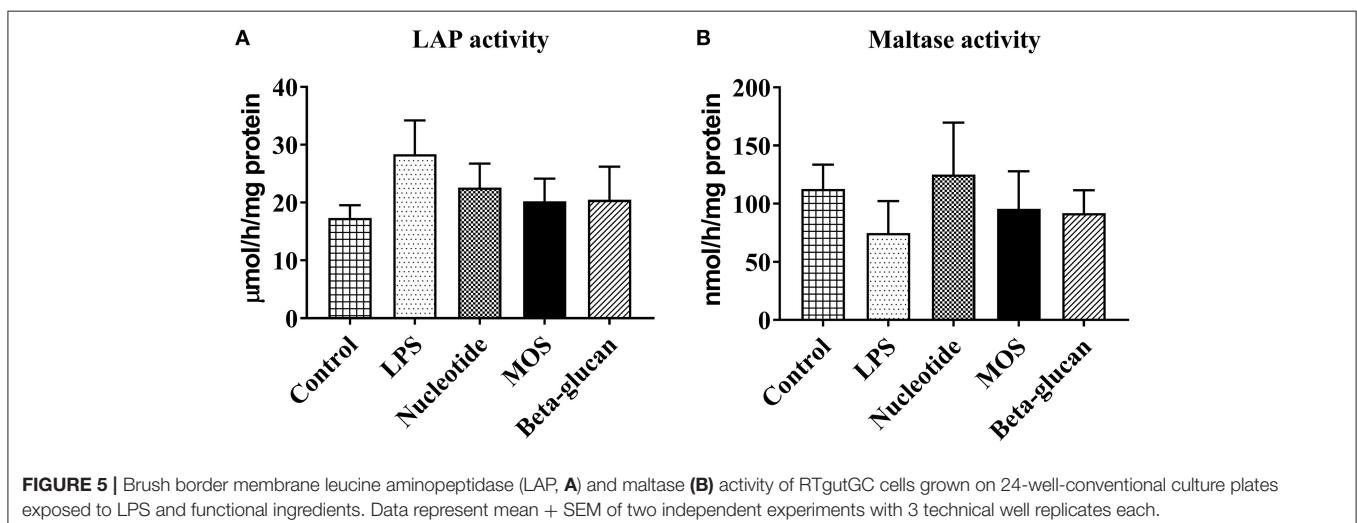 A
LAP activity
μmol/h/mg protein
40
30
20
10
0
Control
LPS
Nucleotide
MOS
Beta-glucan
B
Maltase activity
nmol/h/mg protein
200
150
100
50
0
Control
LPS
Nucleotide
MOS
Beta-glucan
FIGURE 5 | Brush border membrane leucine aminopeptidase (LAP, A) and maltase (B) activity of RTgutGC cells grown on 24-well-conventional culture plates
exposed to LPS and functional ingredients. Data represent mean + SEM of two independent experiments with 3 technical well replicates each.